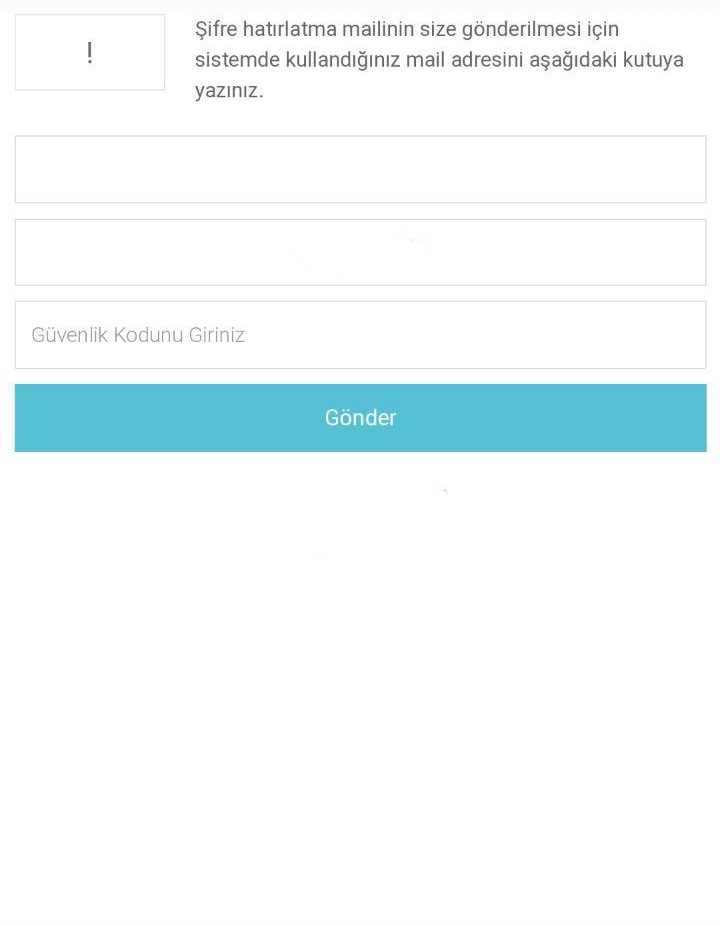 !
Şifre hatırlatma mailinin size gönderilmesi için
sistemde kullandığınız mail adresini aşağıdaki kutuya
yazınız.
Güvenlik Kodunu Giriniz
Gönder